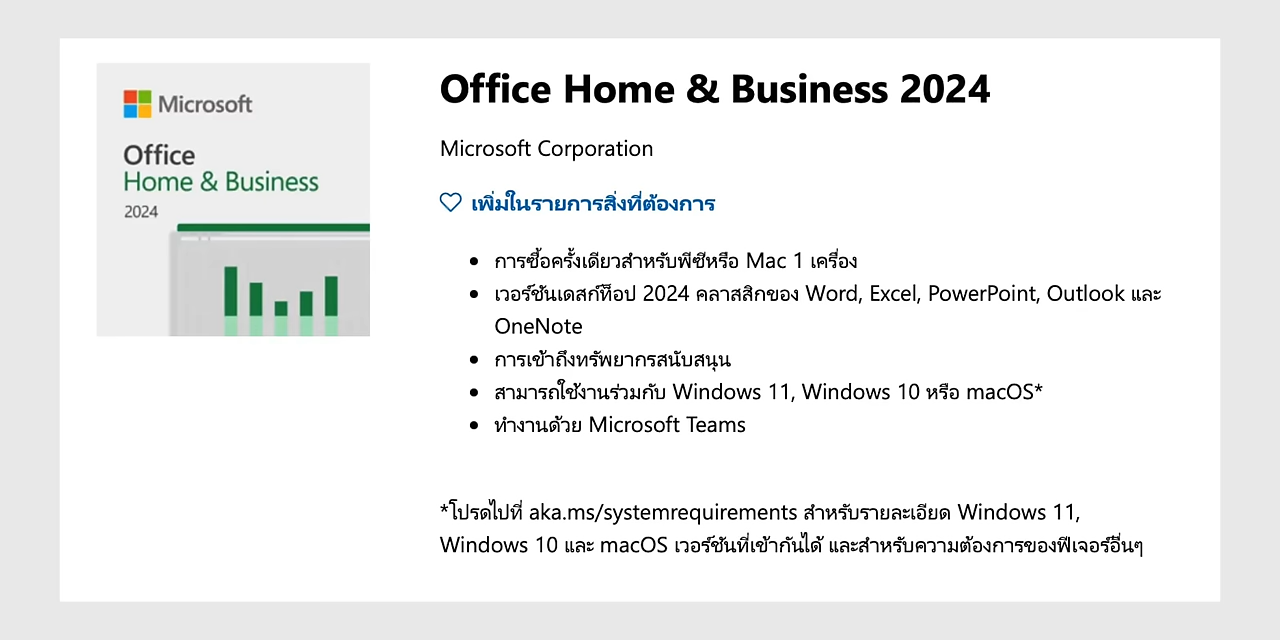 Microsoft
Office
Home & Business
2024
Office Home & Business 2024
Microsoft Corporation
เพิ่มในรายการสิ่งที่ต้องการ
• การซื้อครั้งเดียวสำหรับพีซีหรือ Mac 1 เครื่อง
• เวอร์ชันเดสก์ท็อป 2024 คลาสสิกของ Word, Excel, PowerPoint, Outlook และ
OneNote
• การเข้าถึงทรัพยากรสนับสนุน
• สามารถใช้งานร่วมกับ Windows 11, Windows 10 หรือ macOS*
• ทำงานด้วย Microsoft Teams
*โปรดไปที่ aka.ms/systemrequirements สำหรับรายละเอียด Windows 11,
Windows 10 และ macOS เวอร์ชันที่เข้ากันได้ และสำหรับความต้องการของฟีเจอร์อื่นๆ